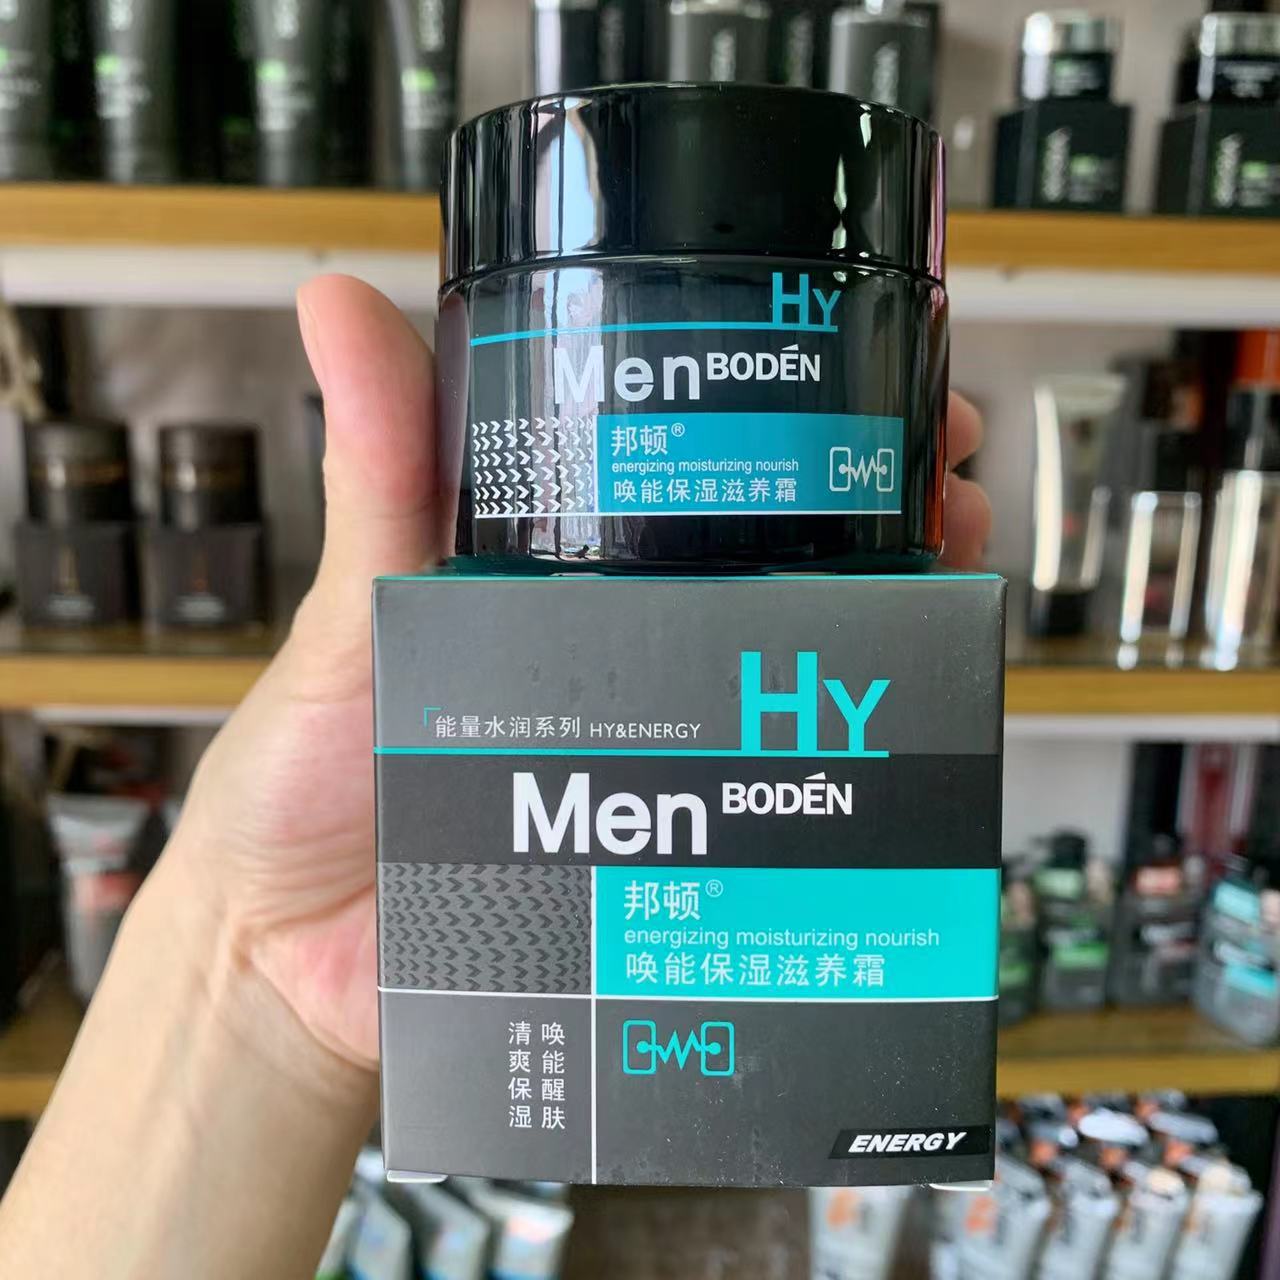 HY
Men BODÉN
邦顿®
energizing moisturizing nourish
唤能保湿滋养霜
HY
能量水润系列 HY&ENERGY
Men BODÉN
邦顿®
energizing moisturizing nourish
唤能保湿滋养霜
唤能醒肤
清爽保湿
ENERGY